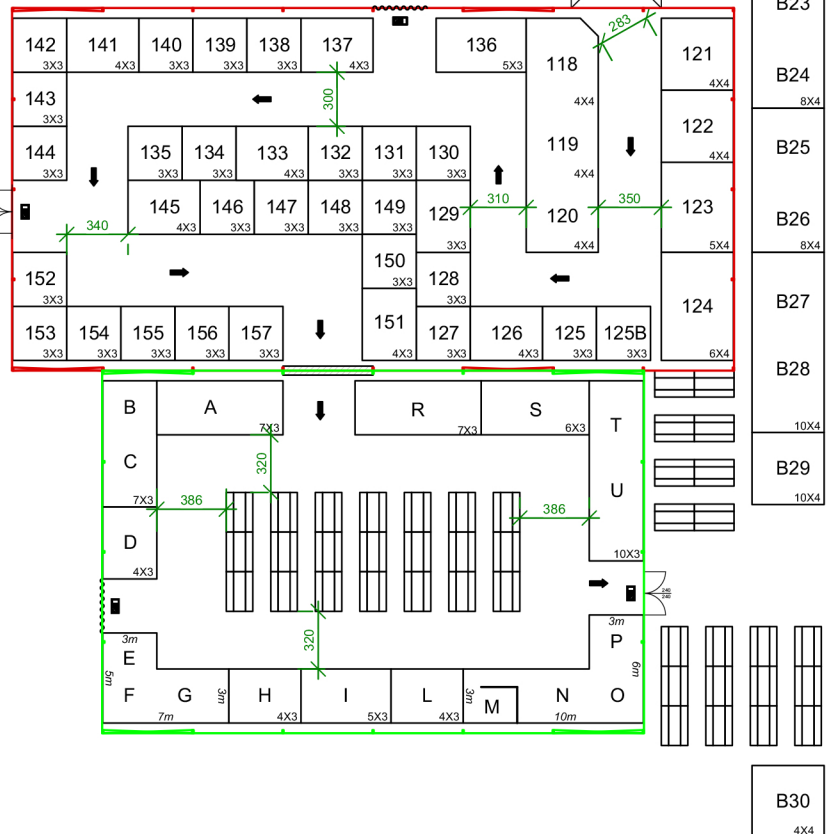 B23
142 141 140 139 138 137 136 118 283 121 B24
3X3 4X3 3X3 3X3 3X3 4X3 5X3 4X4 4X4 8X4
143 300 122 B25
3X3 4X4
144 135 134 133 132 131 130 119
3X3 3X3 3X3 4X3 3X3 3X3 3X3 4X4
145 146 147 148 149 129 310 120 350 123 B26
4X3 3X3 3X3 3X3 3X3 3X3 4X4 5X4 8X4
340
152 150 128 124 B27
3X3 3X3 3X3
153 154 155 156 157 151 127 126 125 125B
3X3 3X3 3X3 3X3 3X3 4X3 3X3 4X3 3X3 3X3 6X4
B28
10X4
B A R S T
7X3 7X3 6X3
C 320 U B29
7X3 386 386 10X4
D 10X3
4X3
240
240
3m 3m
E 320 P
5m 6m
F G 3m H I L 3m M N O
7m 4X3 5X3 4X3 10m
B30
4X4